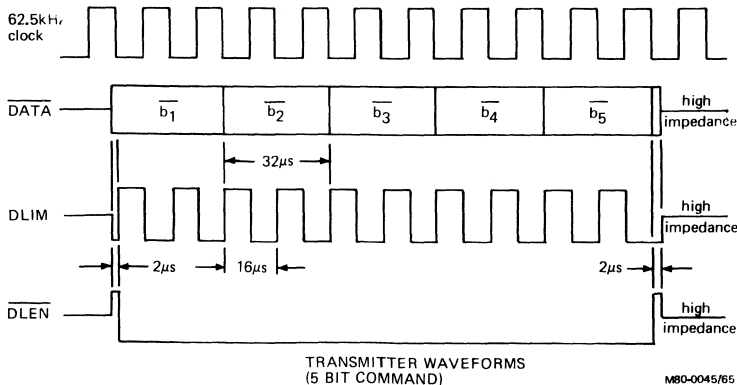 62.5kHz
clock
DATA
b1
b2
b3
b4
b5
high
impedance
32μs
DLIM
high
impedance
2μs
16μs
2μs
DLEN
high
impedance
TRANSMITTER WAVEFORMS
(5 BIT COMMAND)
M80-0045/65